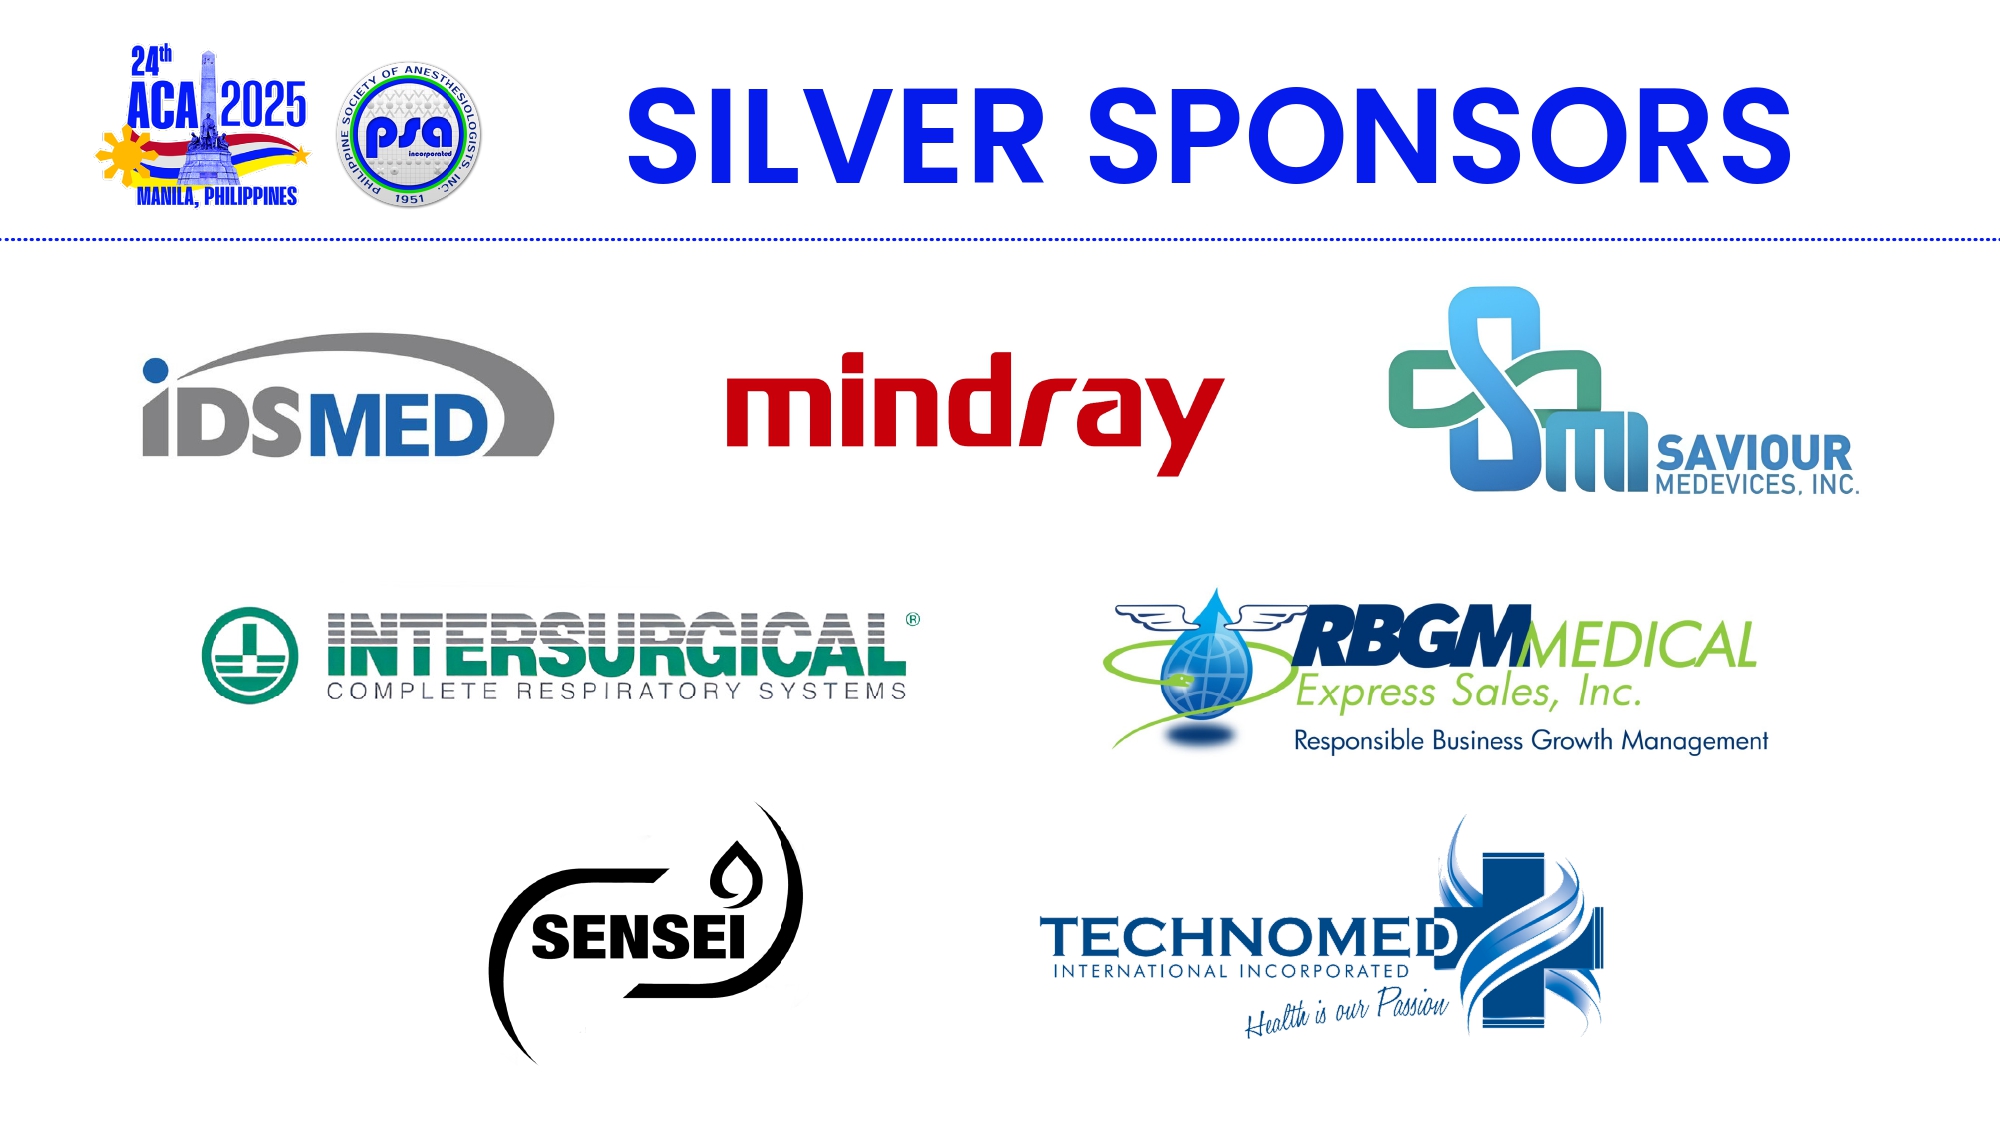 24th
ACA 2025
MANILA, PHILIPPINES
PHILIPPINE SOCIETY OF ANESTHESIOLOGISTS, INC.
psa
incorporated
1951
SILVER SPONSORS
iDSMED
mindray
SMI
SAVIOUR
MEDEVICES, INC.
INTERSURGICAL®
COMPLETE RESPIRATORY SYSTEMS
RBGM MEDICAL
Express Sales, Inc.
Responsible Business Growth Management
SENSEI
TECHNOMED
INTERNATIONAL INCORPORATED
Health is our Passion